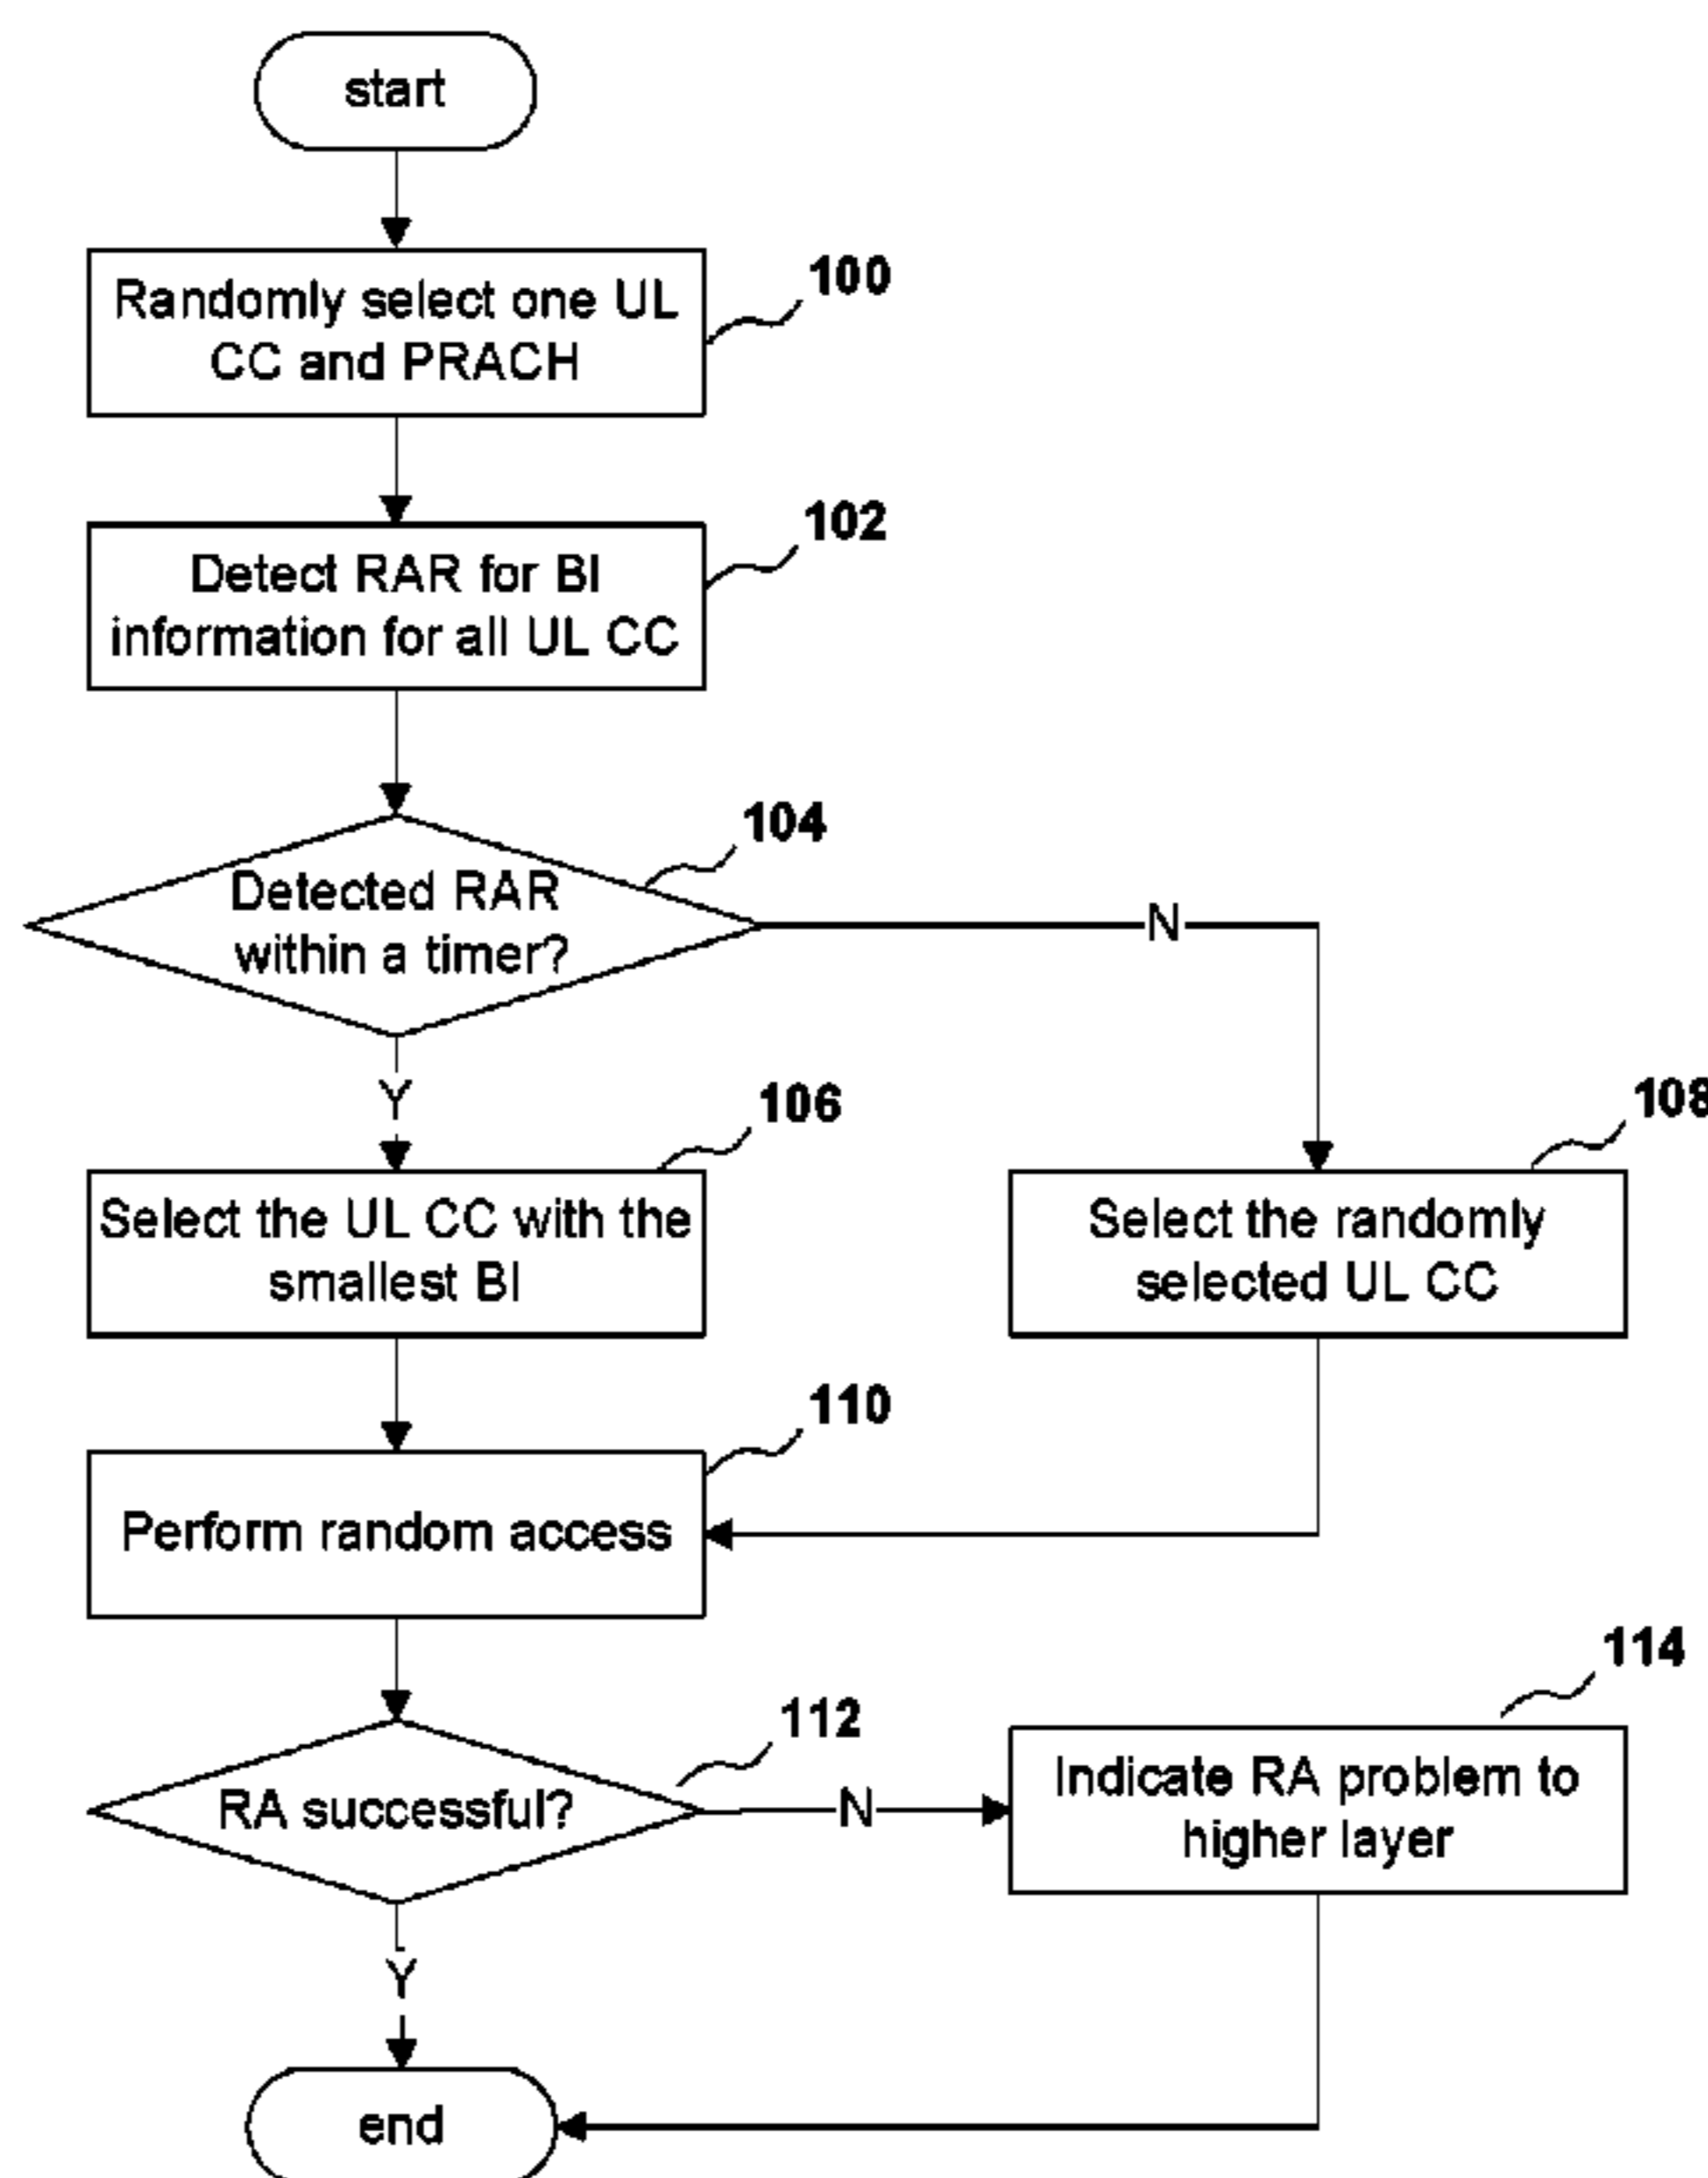 start
Randomly select one UL
CC and PRACH
100
Detect RAR for BI
information for all UL CC
102
Detected RAR
within a timer?
104
N
Y
106
108
Select the UL CC with the
smallest BI
Select the randomly
selected UL CC
110
Perform random access
112
114
RA successful?
N
Indicate RA problem to
higher layer
Y
end